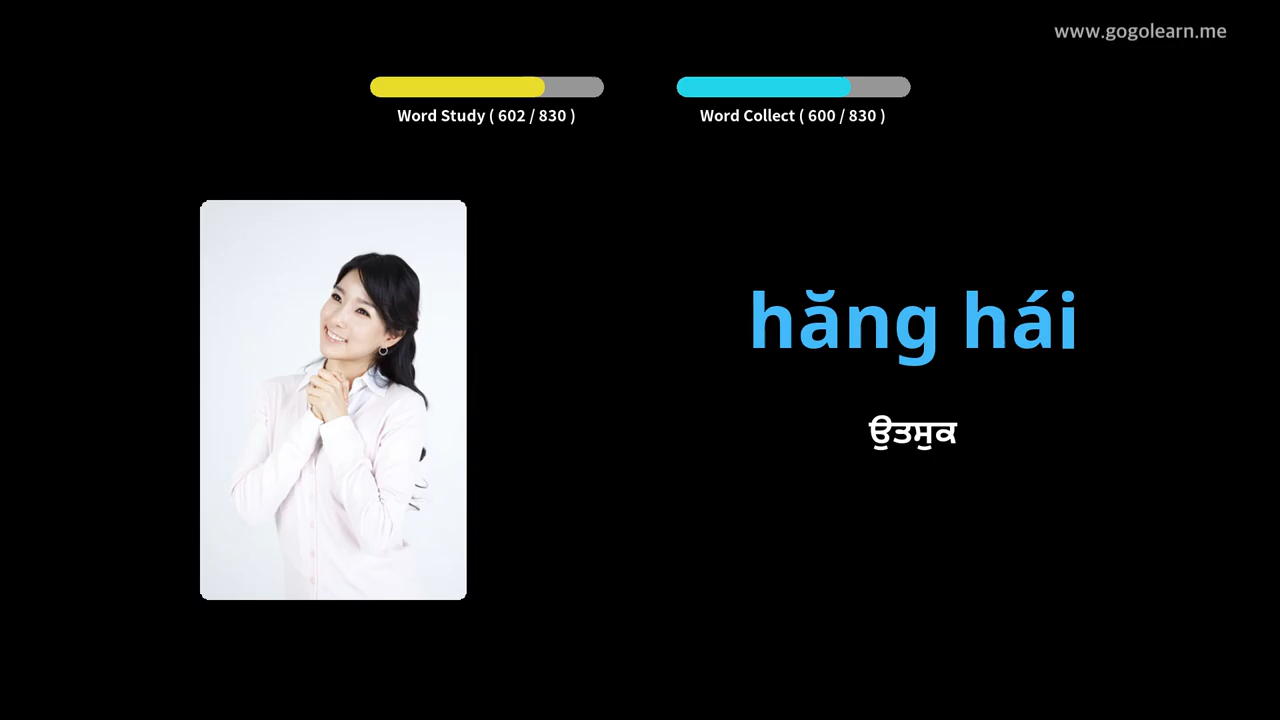 www.gogolearn.me
Word Study ( 602 / 830 )
Word Collect ( 600 / 830 )
hăng hái
ਉਤਸੁਕ